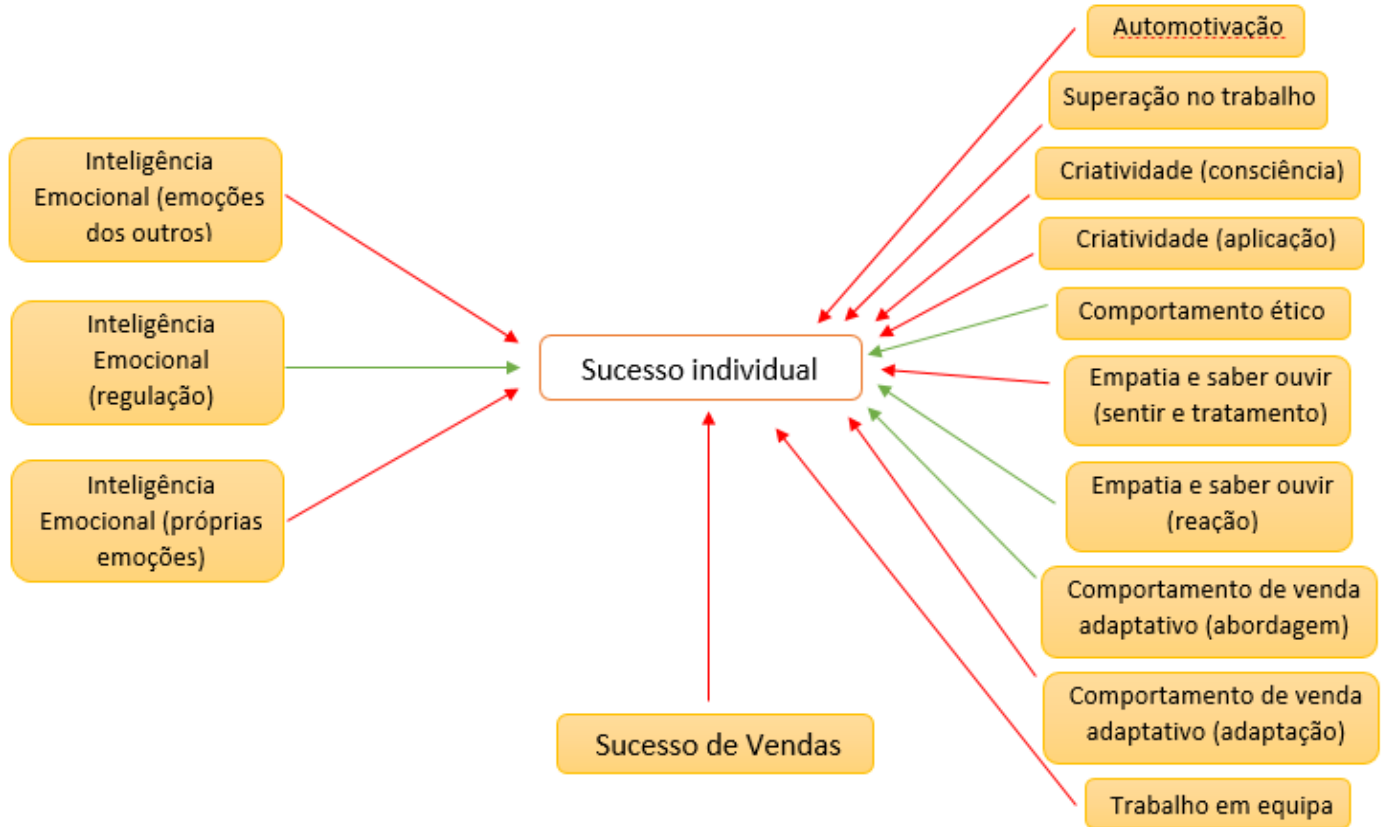 Automotivação
Superação no trabalho
Criatividade (consciência)
Criatividade (aplicação)
Comportamento ético
Empatia e saber ouvir
(sentir e tratamento)
Empatia e saber ouvir
(reação)
Comportamento de venda
adaptativo (abordagem)
Comportamento de venda
adaptativo (adaptação)
Trabalho em equipa
Inteligência
Emocional (emoções
dos outros)
Inteligência
Emocional
(regulação)
Inteligência
Emocional (próprias
emoções)
Sucesso individual
Sucesso de Vendas